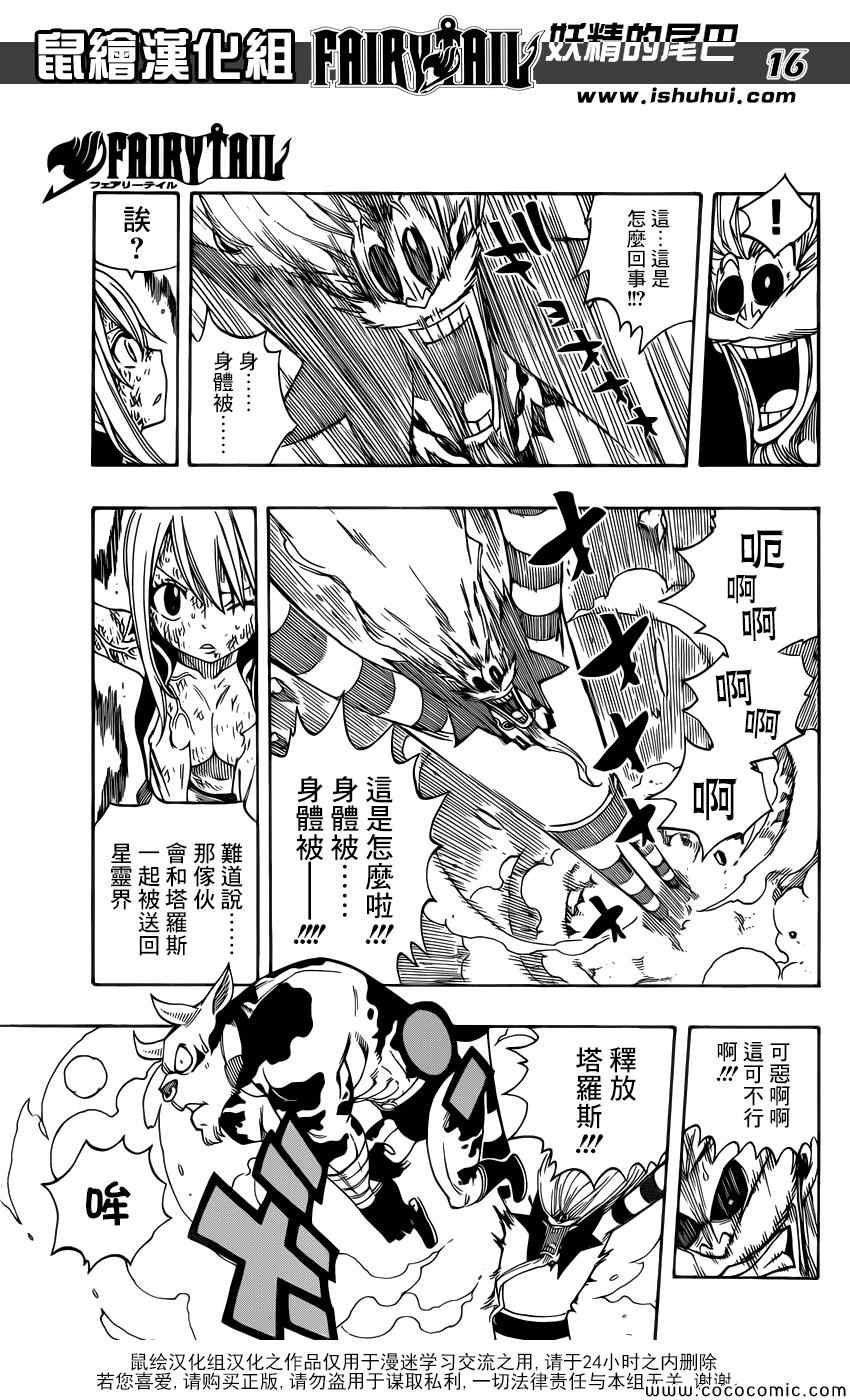 鼠繪漢化組
FAIRY TAIL
妖精的尾巴
16
www.ishuhui.com
FAIRY TAIL
フェアリーテイル
!
這…這是
怎麼回事
!!?
身……
身體被……
誒?
呃
啊
啊
啊
啊
啊
這是怎麼啦!!!
身體被……
身體被——!!!!
難道說……
那傢伙
會和塔羅斯
一起被送回
星靈界
可惡啊啊
這可不行
啊!!!
釋放
塔羅斯
!!!
哞
鼠绘汉化组汉化之作品仅用于漫迷学习交流之用, 请于24小时之内删除
若您喜爱, 请购买正版, 请勿滥用于谋取私利, 一切法律责任与本组无关, 谢谢
www.cococomic.com